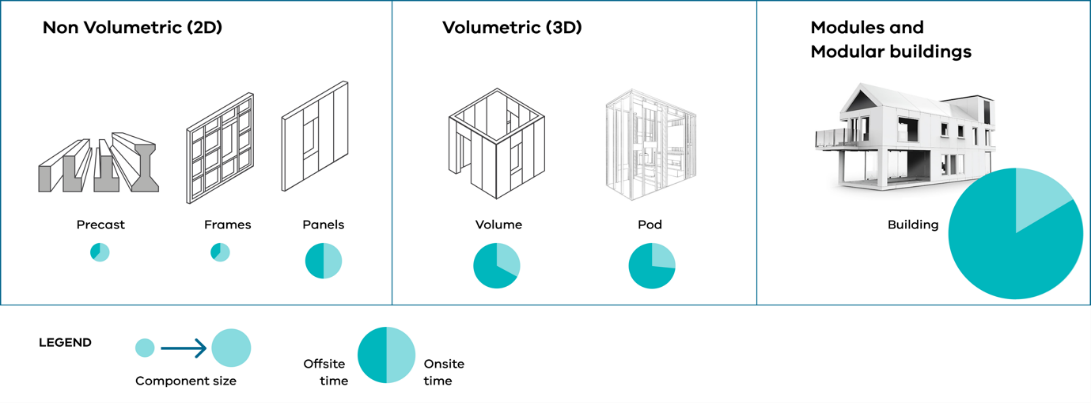 Non Volumetric (2D)
Volumetric (3D)
Modules and
Modular buildings
Precast
Frames
Panels
Volume
Pod
Building
LEGEND
Component size
Offsite
time
Onsite
time